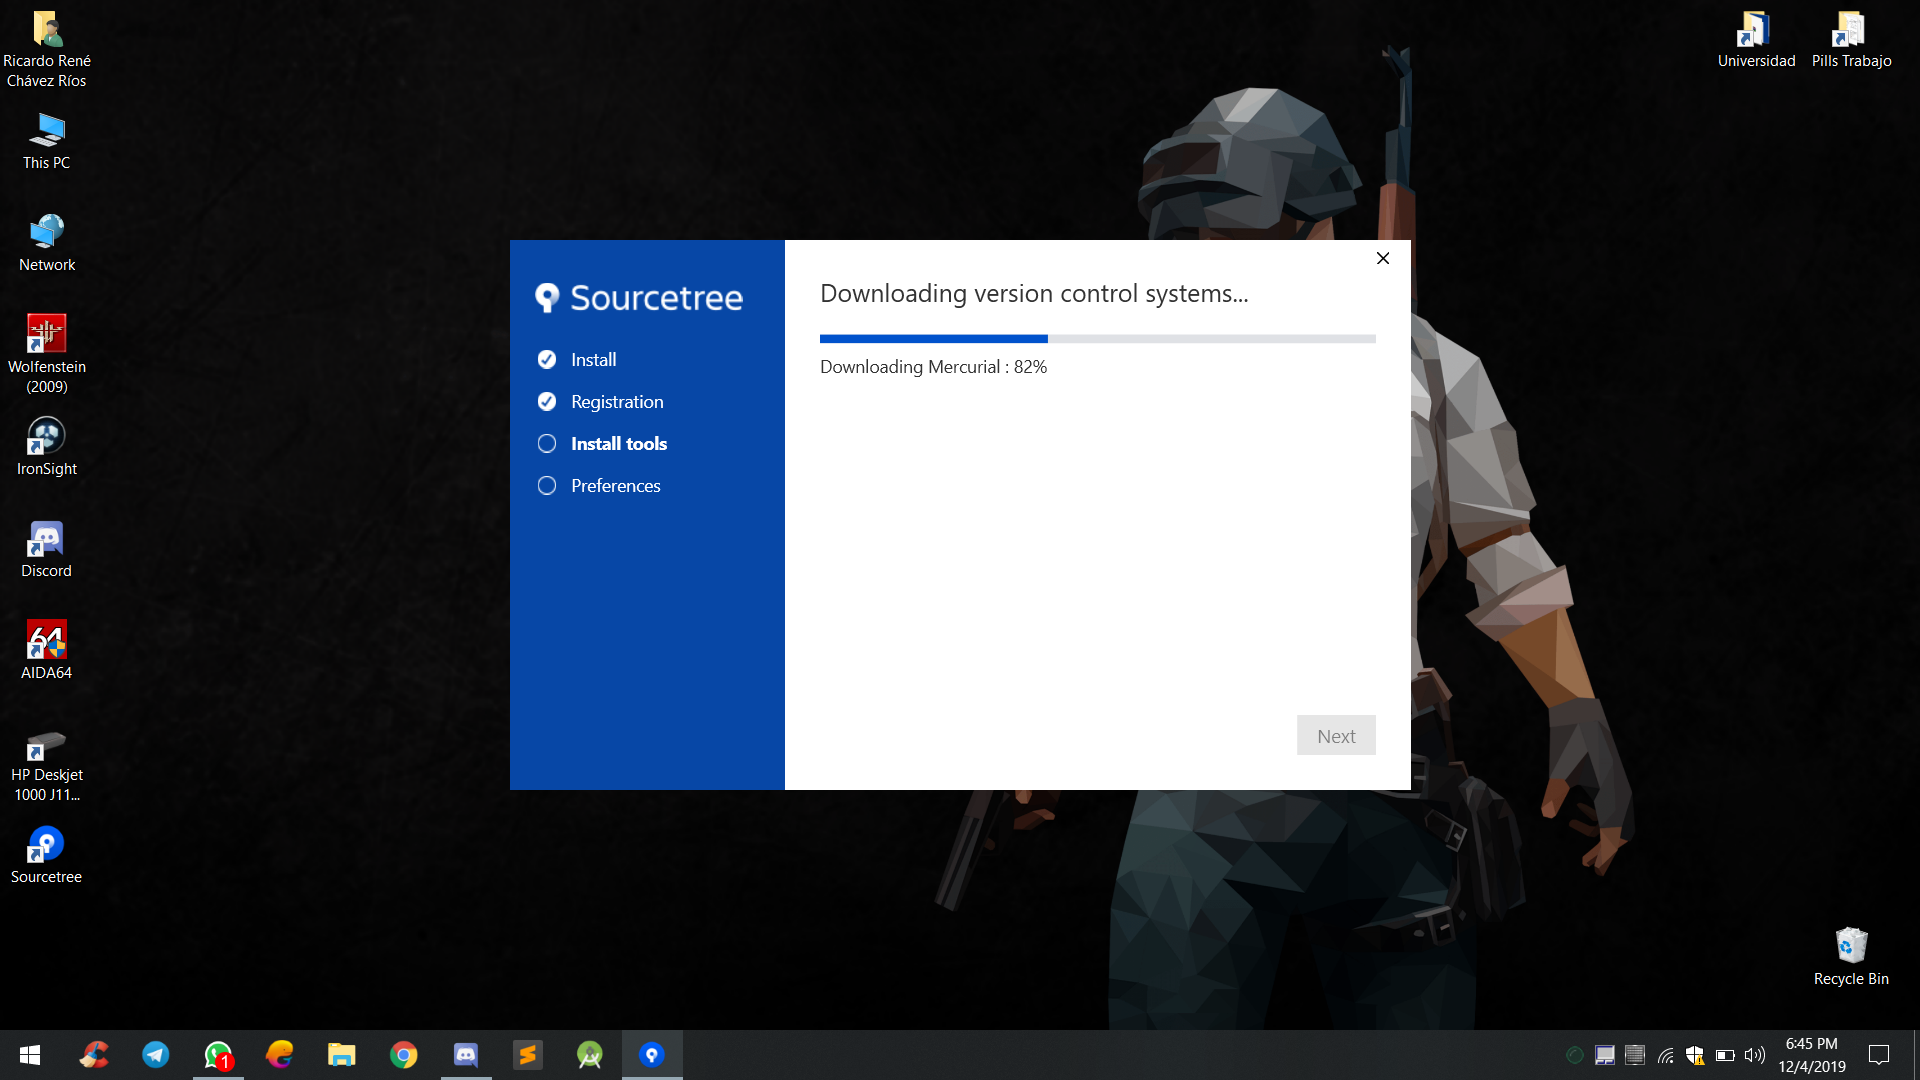 Ricardo René
Chávez Ríos
This PC
Network
Wolfenstein
(2009)
IronSight
Discord
64
AIDA64
HP Deskjet
1000 J11...
Sourcetree
Universidad
Pills Trabajo
Recycle Bin
Sourcetree
Install
Registration
Install tools
Preferences
Downloading version control systems...
Downloading Mercurial : 82%
Next
1
6:45 PM
12/4/2019